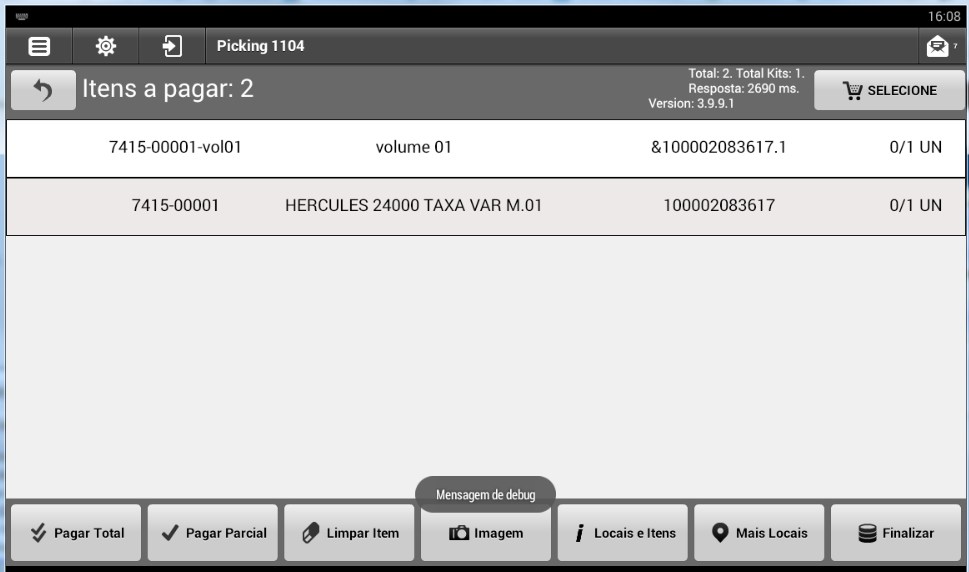 16:08
Picking 1104
7
Itens a pagar: 2
Total: 2. Total Kits: 1.
Resposta: 2690 ms.
Version: 3.9.9.1
SELECIONE
7415-00001-vol01 volume 01 &100002083617.1 0/1 UN
7415-00001 HERCULES 24000 TAXA VAR M.01 100002083617 0/1 UN
Mensagem de debug
Pagar Total Pagar Parcial Limpar Item Imagem Locais e Itens Mais Locais Finalizar